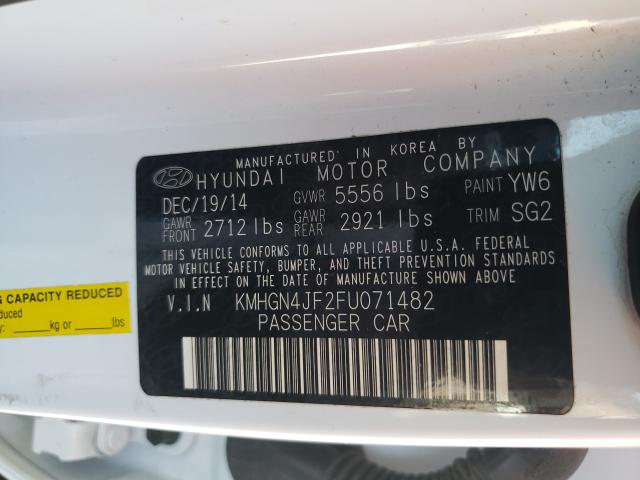 MANUFACTURED IN KOREA BY
HYUNDAI MOTOR COMPANY
DEC/19/14 GVWR 5556 lbs PAINT YW6
GAWR FRONT 2712 lbs GAWR REAR 2921 lbs TRIM SG2
THIS VEHICLE CONFORMS TO ALL APPLICABLE U.S.A. FEDERAL
MOTOR VEHICLE SAFETY, BUMPER, AND THEFT PREVENTION STANDARDS
IN EFFECT ON THE DATE OF MANUFACTURE SHOWN ABOVE
V.I.N KMHGN4JF2FU071482
PASSENGER CAR
CAPACITY REDUCED
kg or lbs